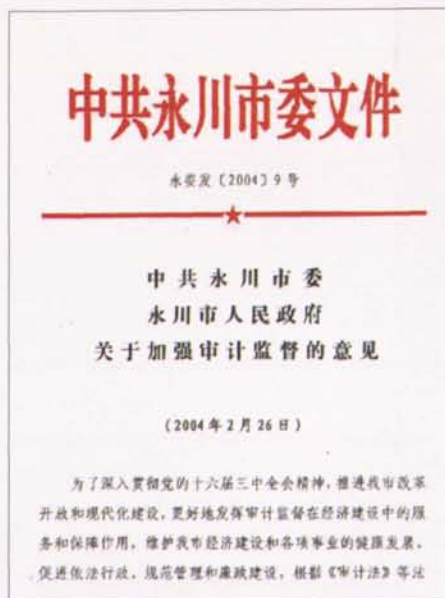 中共永川市委文件
永委发〔2004〕9号
中共永川市委
永川市人民政府
关于加强审计监督的意见
(2004年2月26日)
为了深入贯彻党的十六届三中全会精神，推进我市改革
开放和现代化建设，更好地发挥审计监督在经济建设中的服
务和保障作用，维护我市经济建设和各项事业的健康发展，
促进依法行政、规范管理和廉政建设，根据《审计法》等法